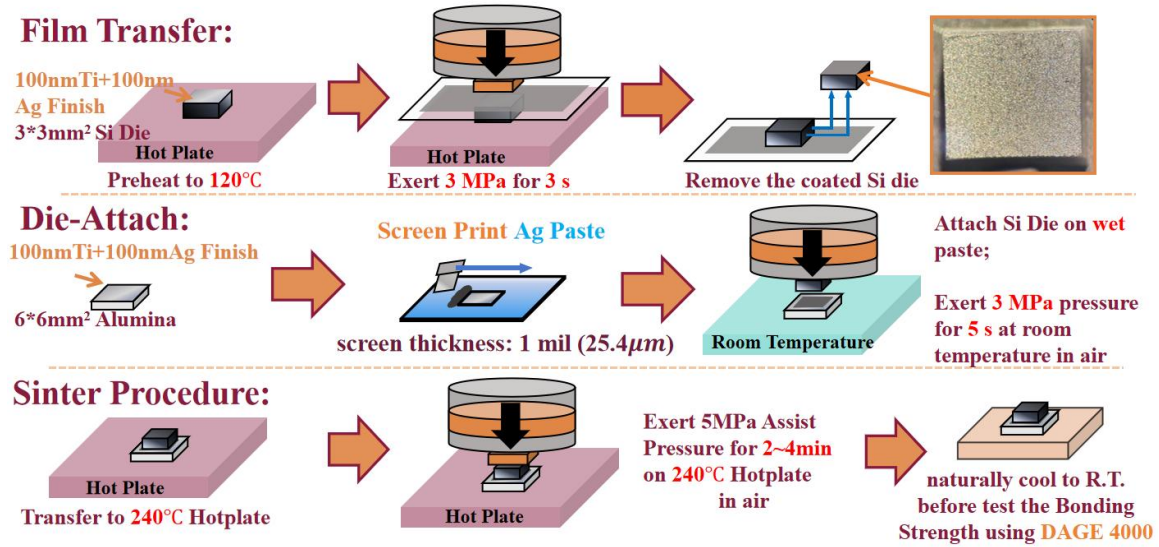 Film Transfer:
100nmTi+100nm
Ag Finish
3*3mm² Si Die
Hot Plate
Preheat to 120℃
Hot Plate
Exert 3 MPa for 3 s
Remove the coated Si die
Die-Attach:
100nmTi+100nmAg Finish
6*6mm² Alumina
Screen Print Ag Paste
screen thickness: 1 mil (25.4μm)
Room Temperature
Attach Si Die on wet
paste;
Exert 3 MPa pressure
for 5 s at room
temperature in air
Sinter Procedure:
Hot Plate
Transfer to 240℃ Hotplate
Hot Plate
Exert 5MPa Assist
Pressure for 2~4min
on 240℃ Hotplate
in air
naturally cool to R.T.
before test the Bonding
Strength using DAGE 4000